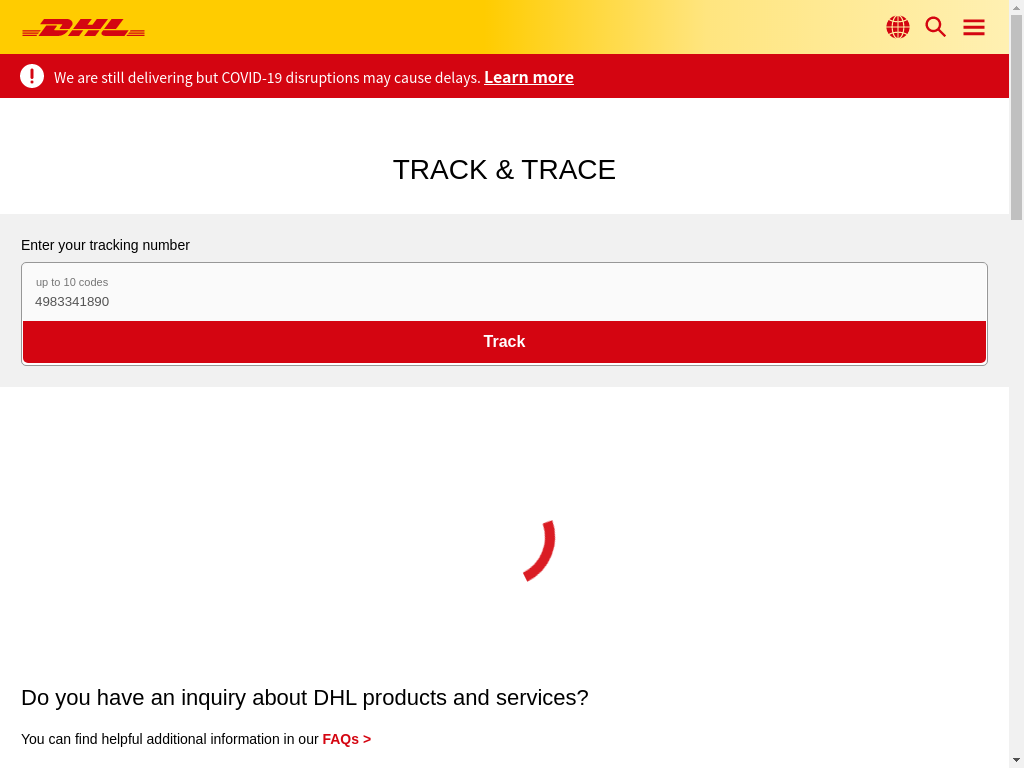 DHL
We are still delivering but COVID-19 disruptions may cause delays. Learn more
TRACK & TRACE
Enter your tracking number
up to 10 codes
4983341890
Track
Do you have an inquiry about DHL products and services?
You can find helpful additional information in our FAQs >